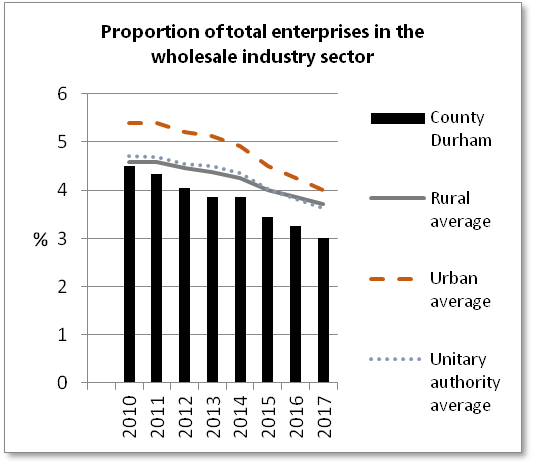 Proportion of total enterprises in the
wholesale industry sector
6
5
4
3
2
1
0
%
2010
2011
2012
2013
2014
2015
2016
2017
County
Durham
Rural
average
Urban
average
Unitary
authority
average